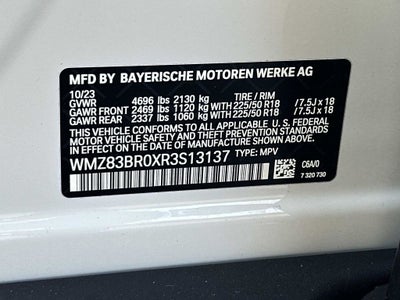 MFD BY BAYERISCHE MOTOREN WERKE AG
10/23
GVWR 4696 lbs 2130 kg TIRE / RIM
GAWR FRONT 2469 lbs 1120 kg 225/50 R18 /7.5J x 18
GAWR REAR 2337 lbs 1060 kg 225/50 R18 /7.5J x 18
THIS VEHICLE CONFORMS TO ALL APPLICABLE U. S. FEDERAL
MOTOR VEHICLE SAFETY, BUMPER, AND
THEFT PREVENTION STANDARDS IN EFFECT ON
THE DATE OF MANUFACTURE SHOWN ABOVE.
WMZ83BR0XR3S13137 TYPE: MPV
C6A/0
7 320 730